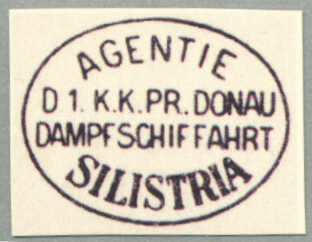 AGENTIE
D 1. K.K.PR. DONAU
DAMPFSCHIFFAHRT
SILISTRIA